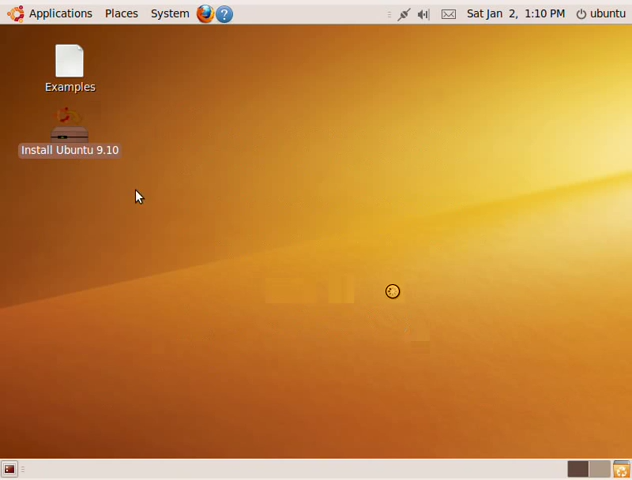 Applications Places System ? Sat Jan 2, 1:10 PM ubuntu
Examples
Install Ubuntu 9.10